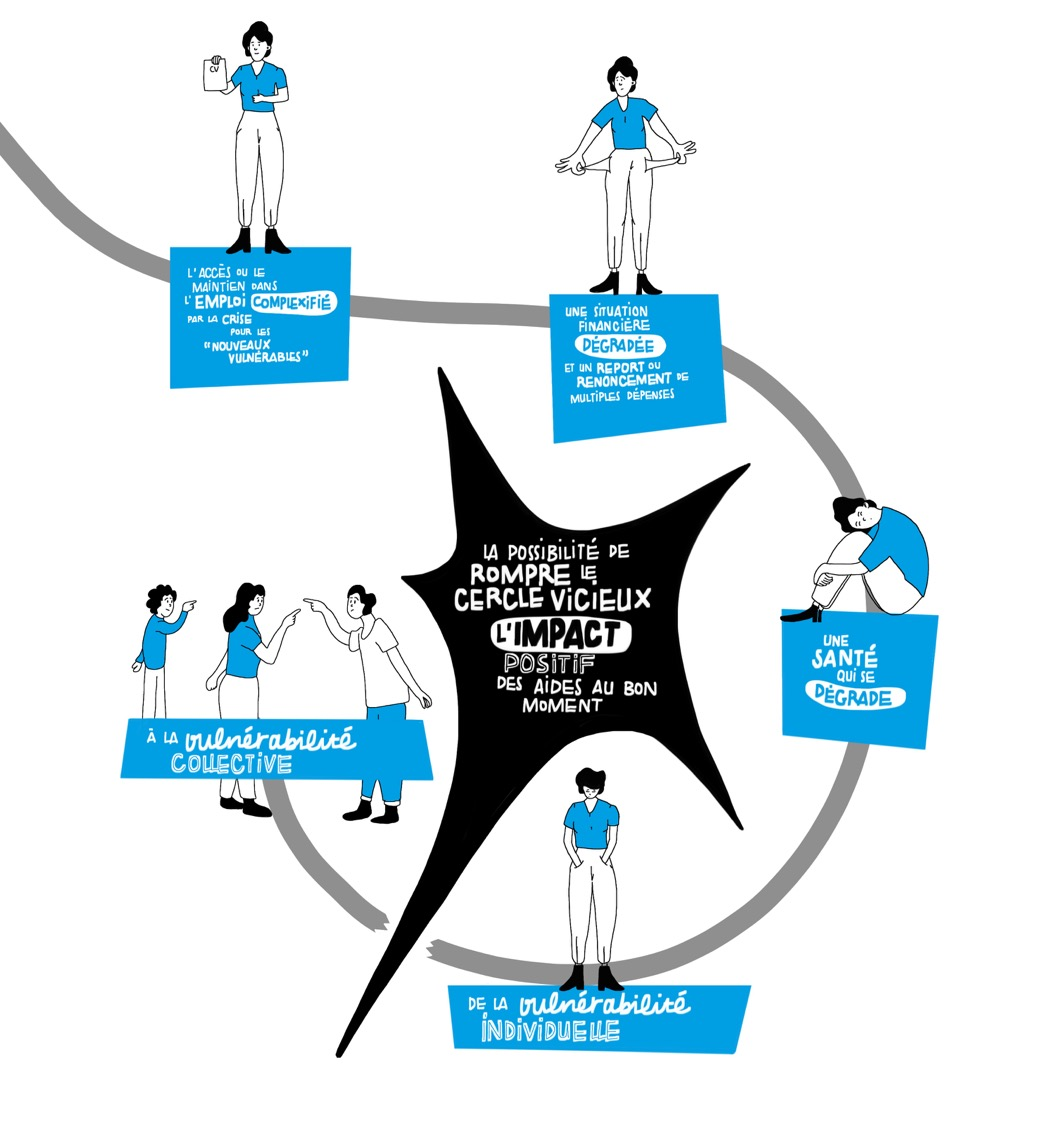 CV
L'ACCÈS OU LE
MAINTIEN DANS
L'EMPLOI COMPLEXIFIÉ
PAR LA CRISE
POUR LES
"NOUVEAUX
VULNÉRABLES"
UNE SITUATION
FINANCIÈRE
DÉGRADÉE
ET UN REPORT OU
RENONCEMENT DE
MULTIPLES DÉPENSES
UNE
SANTÉ
QUI SE
DÉGRADE
LA POSSIBILITÉ DE
ROMPRE LE
CERCLE VICIEUX
L'IMPACT
POSITIF
DES AIDES AU BON
MOMENT
DE LA vulnérabilité
INDIVIDUELLE
À LA vulnérabilité
COLLECTIVE